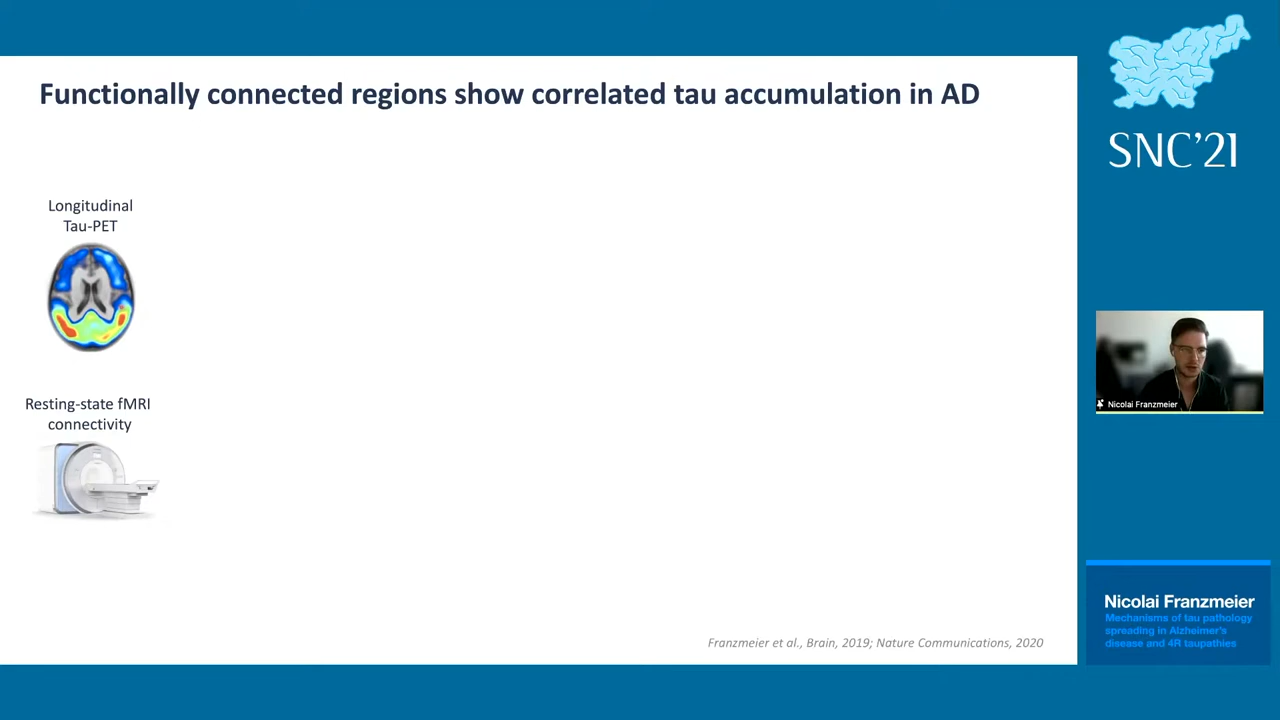 Functionally connected regions show correlated tau accumulation in AD
Longitudinal
Tau-PET
Resting-state fMRI
connectivity
Franzmeier et al., Brain, 2019; Nature Communications, 2020
SNC’21
Nicolai Franzmeier
Nicolai Franzmeier
Mechanisms of tau pathology
spreading in Alzheimer's
disease and 4R taupathies